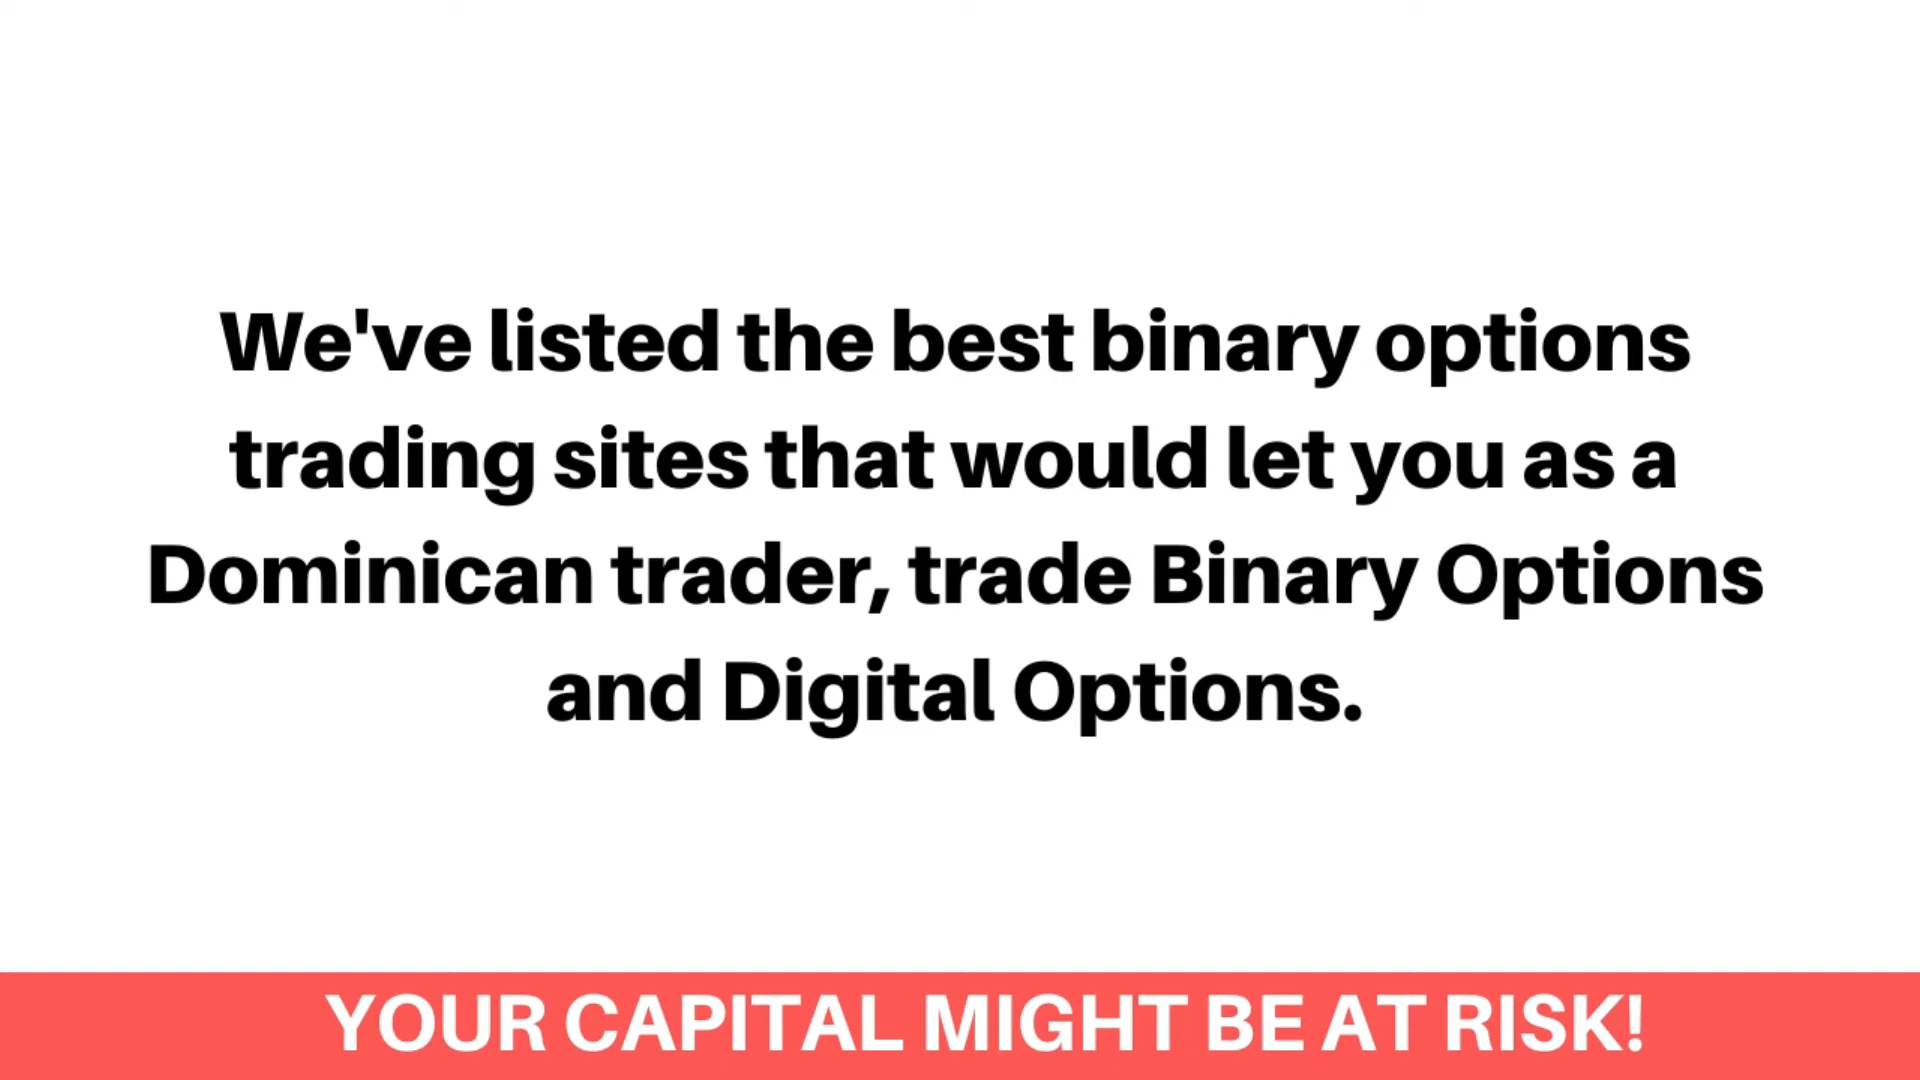 We've listed the best binary options
trading sites that would let you as a
Dominican trader, trade Binary Options
and Digital Options.
YOUR CAPITAL MIGHT BE AT RISK!